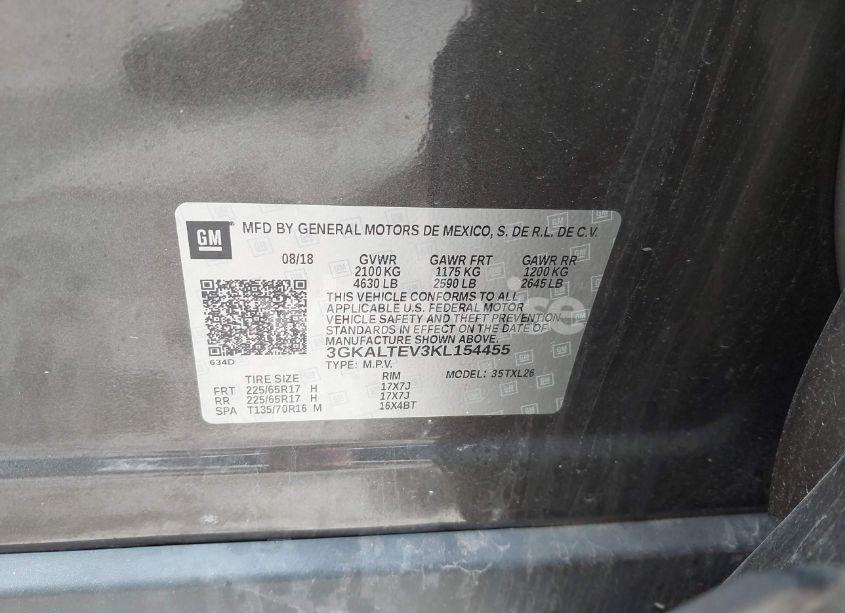 GM
MFD BY GENERAL MOTORS DE MEXICO, S. DE R.L. DE C.V.
08/18 GVWR GAWR FRT GAWR RR
2100 KG 1175 KG 1200 KG
4630 LB 2590 LB 2645 LB
THIS VEHICLE CONFORMS TO ALL
APPLICABLE U.S. FEDERAL MOTOR
VEHICLE SAFETY AND THEFT PREVENTION
STANDARDS IN EFFECT ON THE DATE OF
MANUFACTURE SHOWN ABOVE.
3GKALTEV3KL154455
634D
TYPE: M.P.V. MODEL: 35TXL26
TIRE SIZE RIM
FRT 225/65R17 H 17X7J
RR 225/65R17 H 17X7J
SPA T135/70R16 M 16X4BT